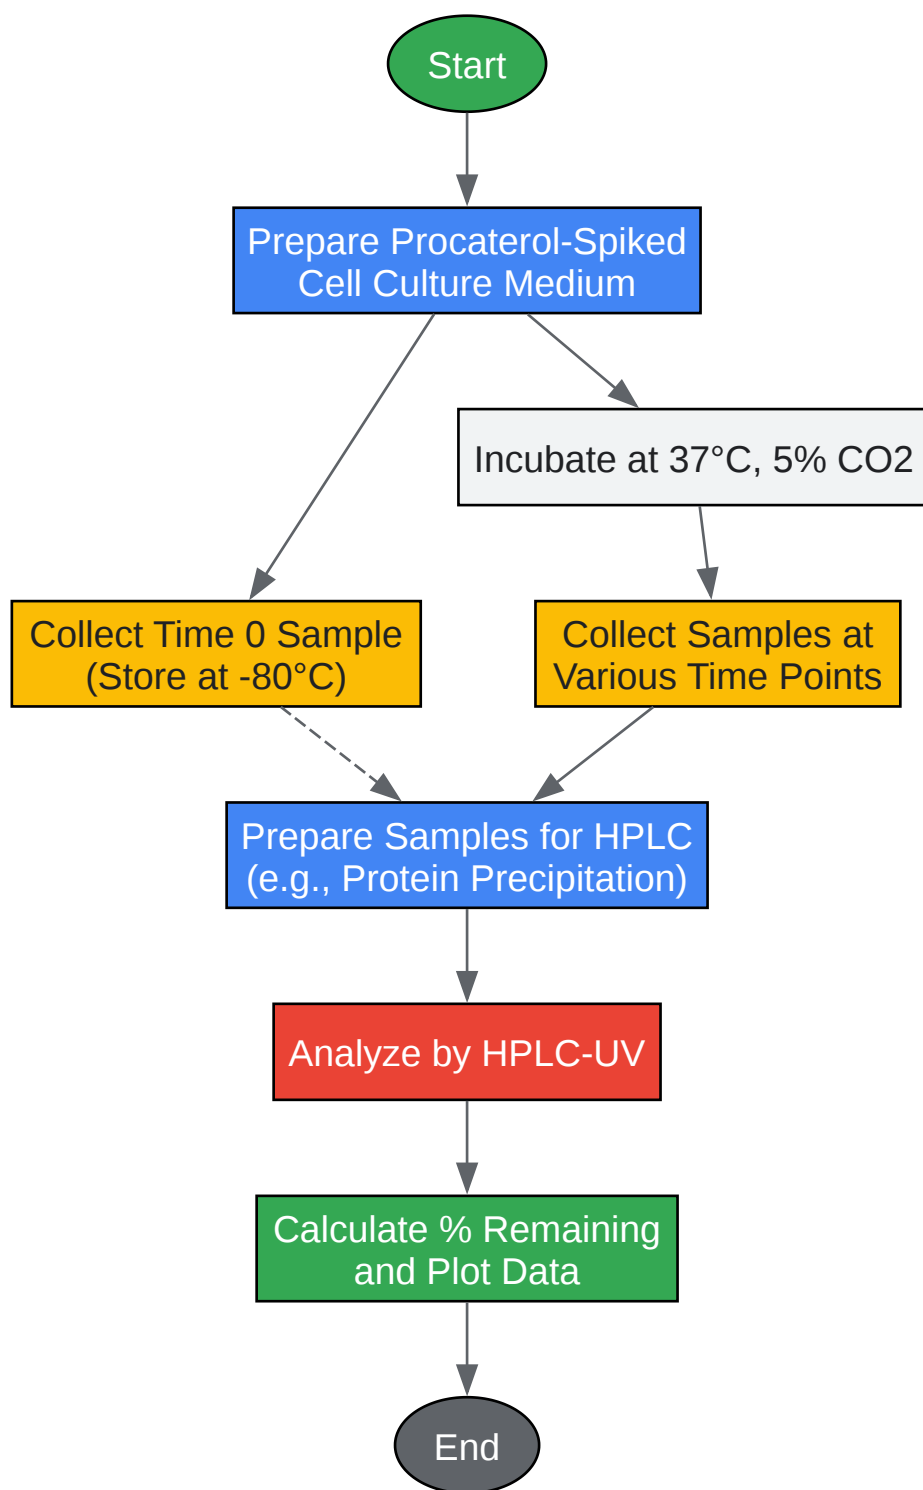 Start
Prepare Procaterol-Spiked
Cell Culture Medium
Incubate at 37°C, 5% CO2
Collect Time 0 Sample
(Store at -80°C)
Collect Samples at
Various Time Points
Prepare Samples for HPLC
(e.g., Protein Precipitation)
Analyze by HPLC-UV
Calculate % Remaining
and Plot Data
End